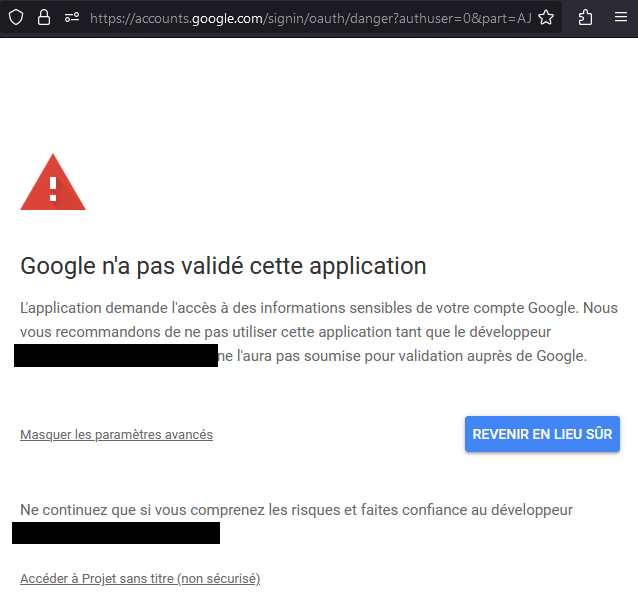 https://accounts.google.com/signin/oauth/danger?authuser=0&part=AJ
Google n'a pas validé cette application
L'application demande l'accès à des informations sensibles de votre compte Google. Nous
vous recommandons de ne pas utiliser cette application tant que le développeur
ne l'aura pas soumise pour validation auprès de Google.
Masquer les paramètres avancés
REVENIR EN LIEU SÛR
Ne continuez que si vous comprenez les risques et faites confiance au développeur
Accéder à Projet sans titre (non sécurisé)